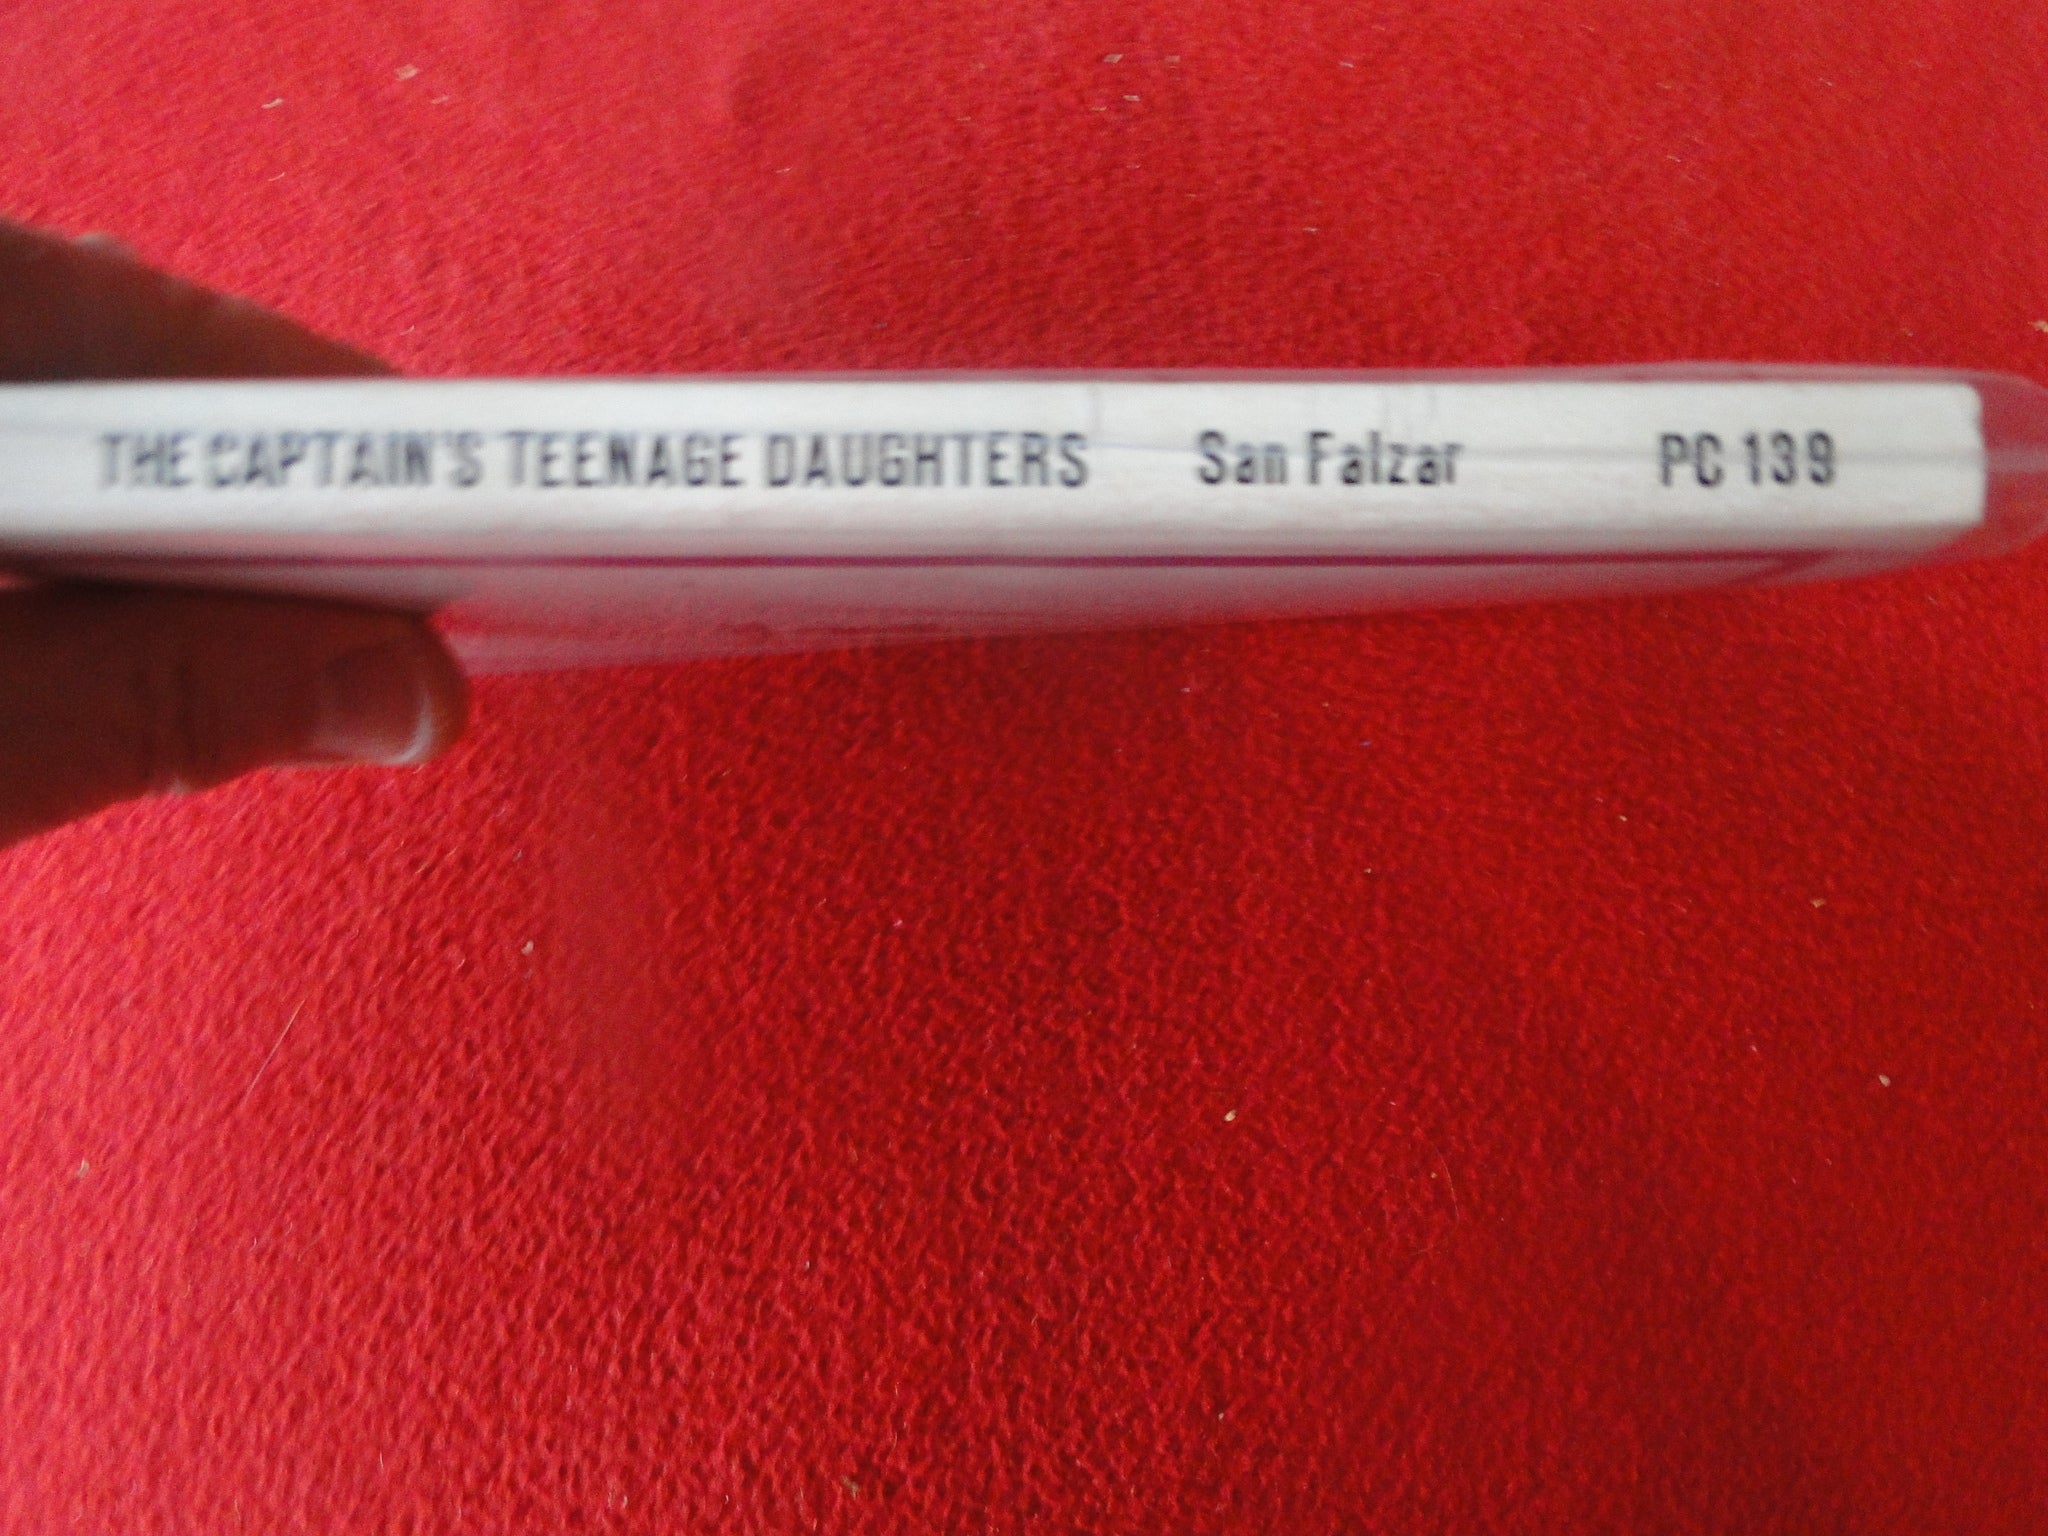 THE CAPTAIN'S TEENAGE DAUGHTERS San Falzar PC 139